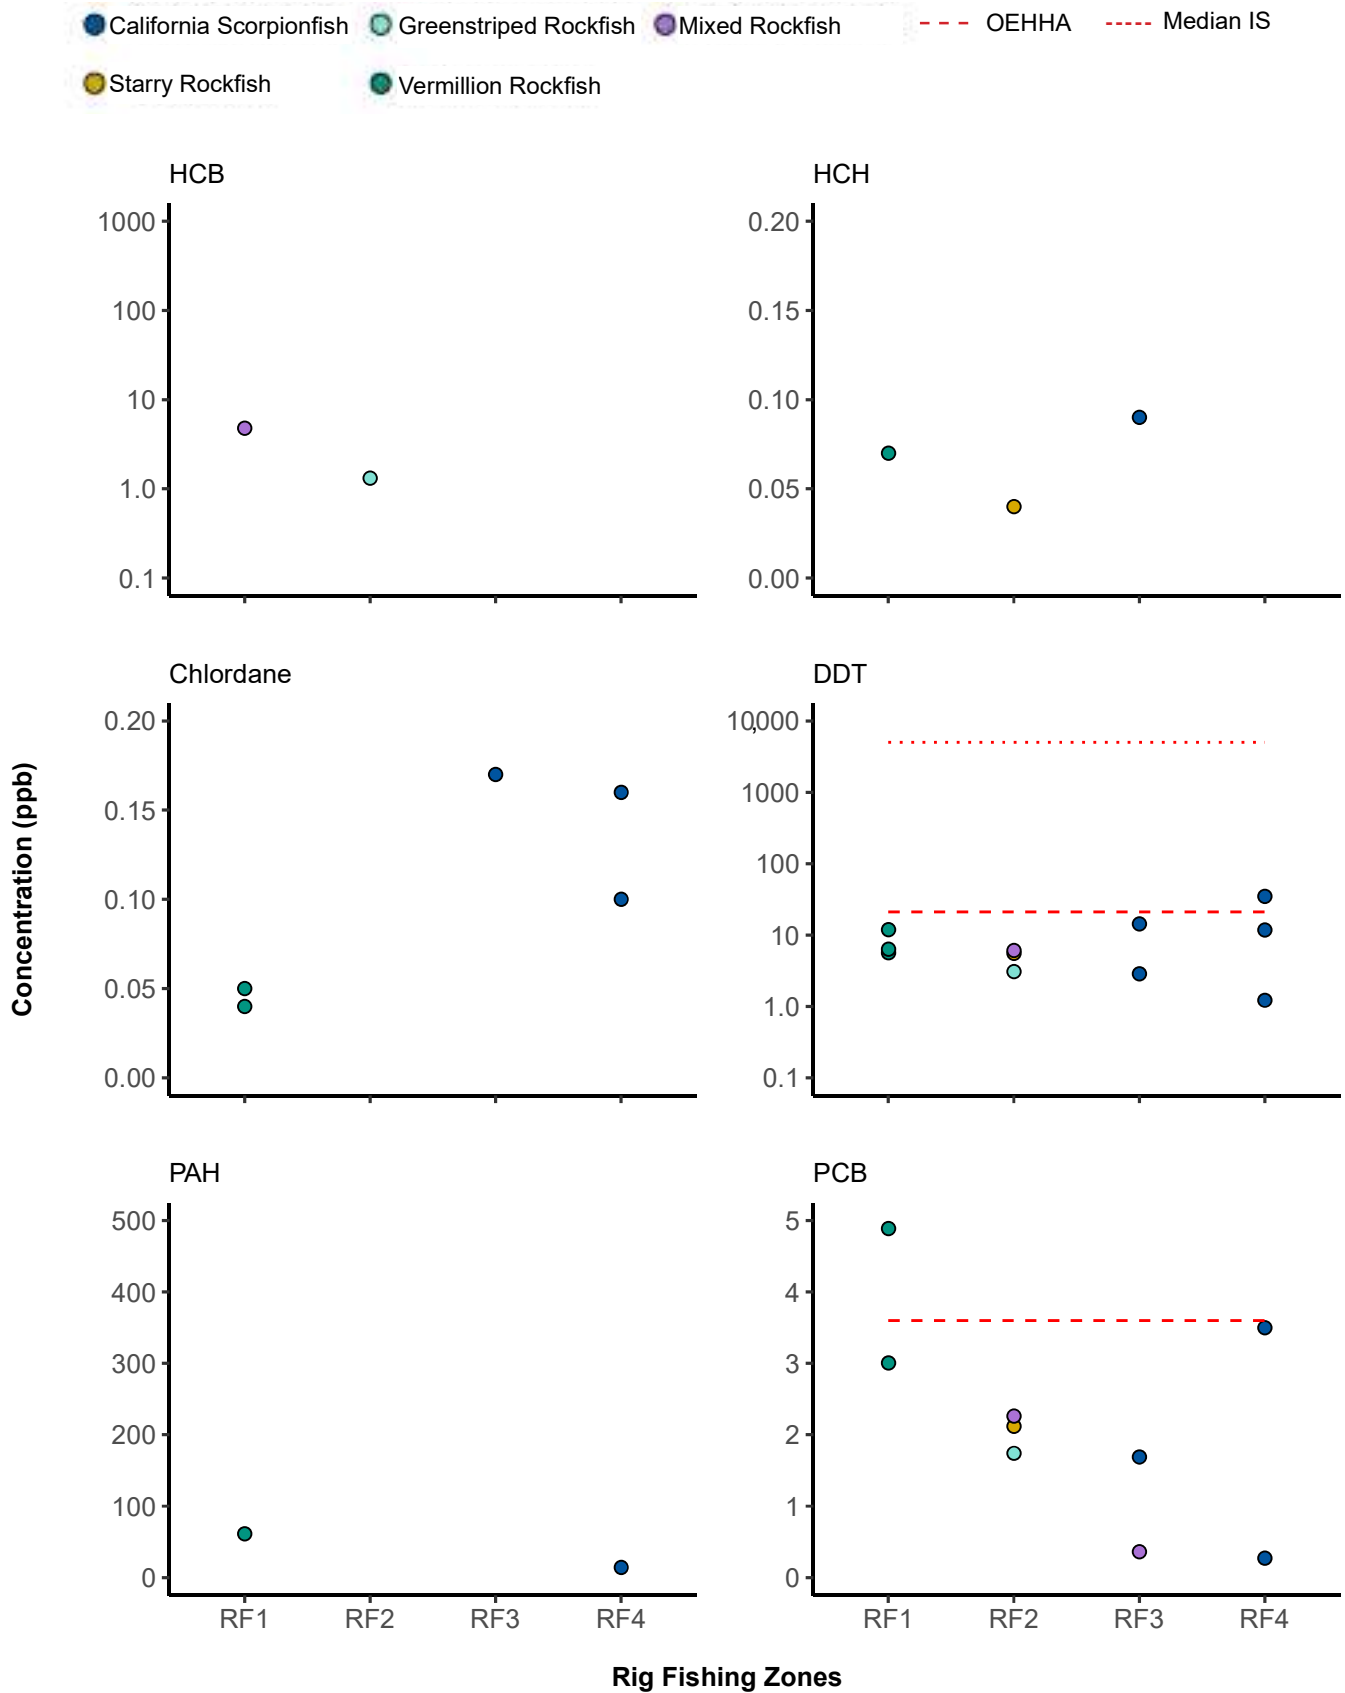 California Scorpionfish Greenstriped Rockfish Mixed Rockfish OEHHA Median IS
Starry Rockfish Vermillion Rockfish
HCB
1000
100
10
1.0
0.1
HCH
0.20
0.15
0.10
0.05
0.00
Chlordane
0.20
0.15
0.10
0.05
0.00
DDT
10,000
1000
100
10
1.0
0.1
PAH
500
400
300
200
100
0
RF1 RF2 RF3 RF4
PCB
5
4
3
2
1
0
RF1 RF2 RF3 RF4
Concentration (ppb)
Rig Fishing Zones